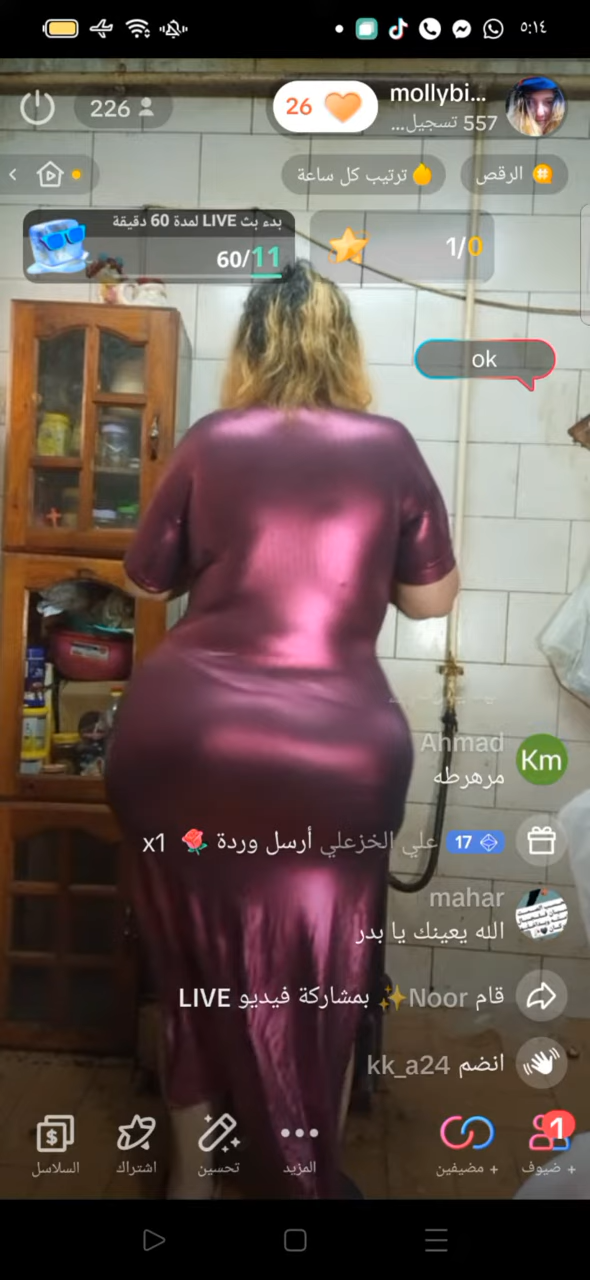 ٥:١٤
226
26
mollybi...
557 تسجيل...
الرقص
ترتيب كل ساعة
بدء بث LIVE لمدة 60 دقيقة
60/11
1/0
ok
Ahmad
Km
مرهرطه
17 علي الخزعلي أرسل وردة x1
mahar
الله يعينك يا بدر
قام Noor✨ بمشاركة فيديو LIVE
kk_a24 انضم
1
+ ضيوف
+ مضيفين
المزيد
تحسين
اشتراك
السلاسل